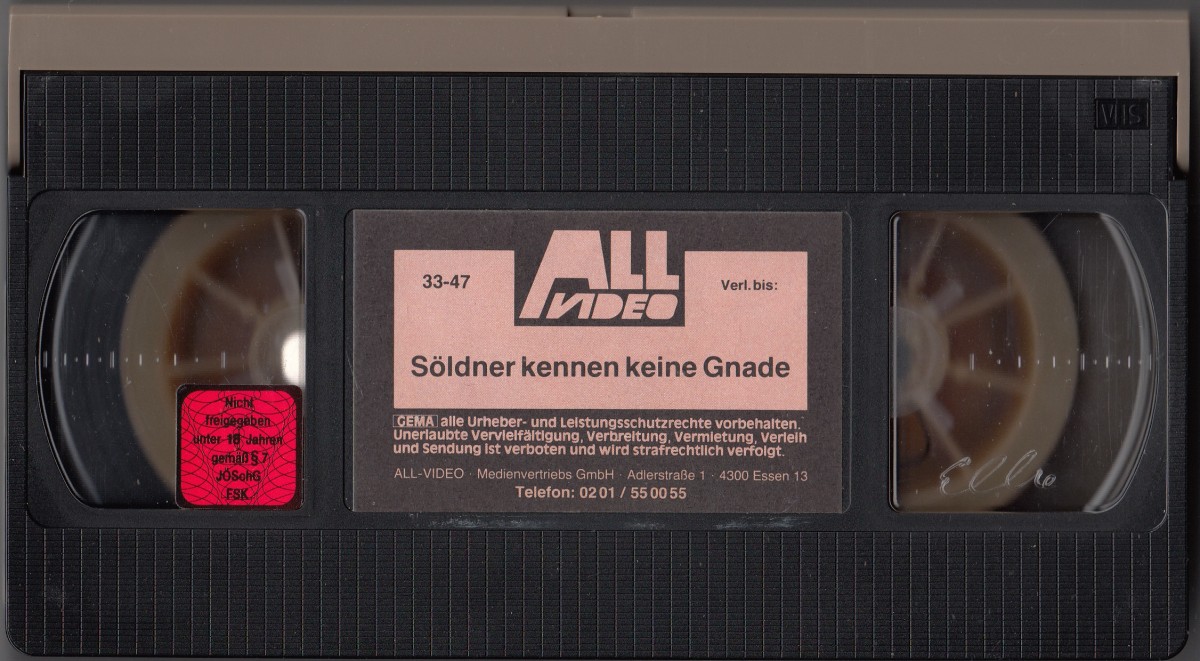 VHS
ALL
VIDEO
33-47
Verl. bis:
Söldner kennen keine Gnade
GEMA alle Urheber- und Leistungsschutzrechte vorbehalten.
Unerlaubte Vervielfältigung, Verbreitung, Vermietung, Verleih
und Sendung ist verboten und wird strafrechtlich verfolgt.
ALL-VIDEO · Medienvertriebs GmbH · Adlerstraße 1 · 4300 Essen 13
Telefon: 02 01 / 55 00 55
Nicht
freigegeben
unter 18 Jahren
gemäß § 7
JÖSchG
FSK